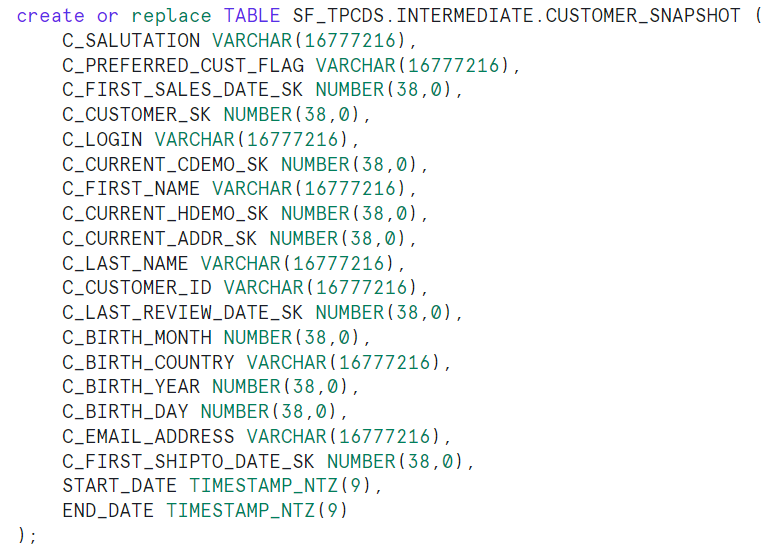 create or replace TABLE SF_TPCDS.INTERMEDIATE.CUSTOMER_SNAPSHOT (
    C_SALUTATION VARCHAR(16777216),
    C_PREFERRED_CUST_FLAG VARCHAR(16777216),
    C_FIRST_SALES_DATE_SK NUMBER(38,0),
    C_CUSTOMER_SK NUMBER(38,0),
    C_LOGIN VARCHAR(16777216),
    C_CURRENT_CDEMO_SK NUMBER(38,0),
    C_FIRST_NAME VARCHAR(16777216),
    C_CURRENT_HDEMO_SK NUMBER(38,0),
    C_CURRENT_ADDR_SK NUMBER(38,0),
    C_LAST_NAME VARCHAR(16777216),
    C_CUSTOMER_ID VARCHAR(16777216),
    C_LAST_REVIEW_DATE_SK NUMBER(38,0),
    C_BIRTH_MONTH NUMBER(38,0),
    C_BIRTH_COUNTRY VARCHAR(16777216),
    C_BIRTH_YEAR NUMBER(38,0),
    C_BIRTH_DAY NUMBER(38,0),
    C_EMAIL_ADDRESS VARCHAR(16777216),
    C_FIRST_SHIPTO_DATE_SK NUMBER(38,0),
    START_DATE TIMESTAMP_NTZ(9),
    END_DATE TIMESTAMP_NTZ(9)
);